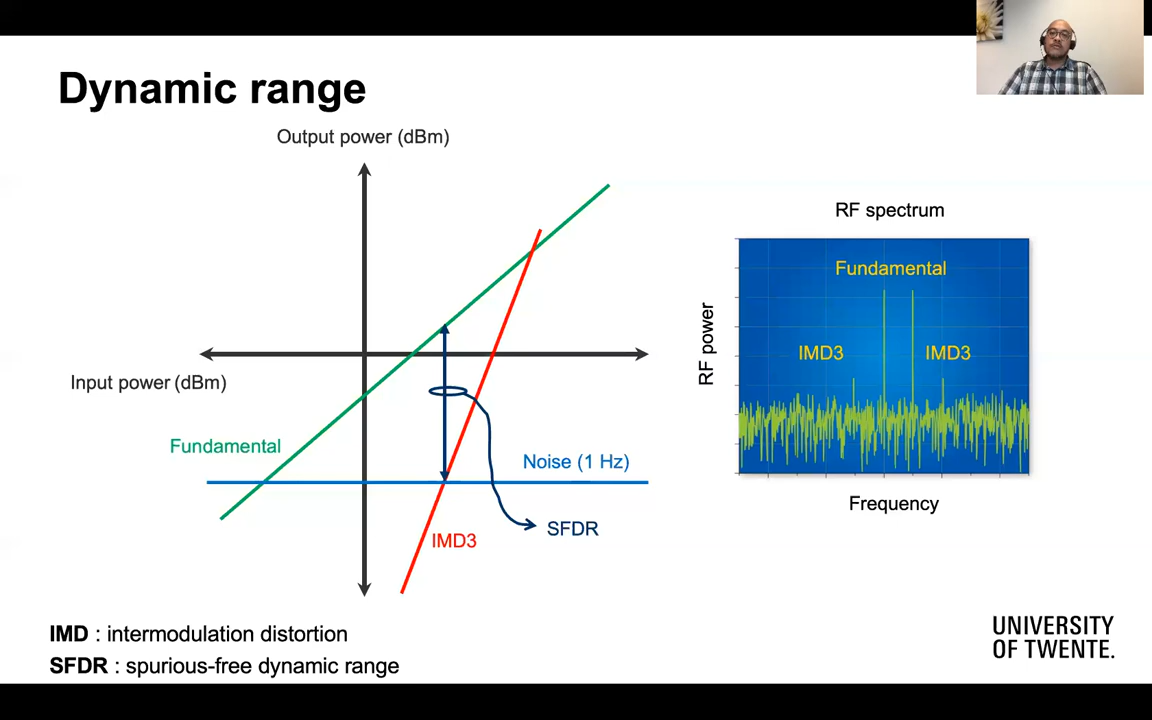 Dynamic range
Output power (dBm)
Input power (dBm)
Fundamental
Noise (1 Hz)
SFDR
IMD3
RF spectrum
Fundamental
IMD3
IMD3
RF power
Frequency
IMD : intermodulation distortion
SFDR : spurious-free dynamic range
UNIVERSITY
OF TWENTE.